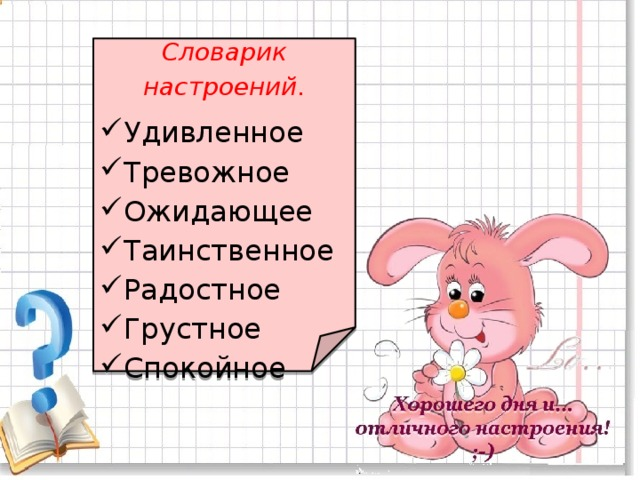 Словарик
настроений.
Удивленное
Тревожное
Ожидающее
Таинственное
Радостное
Грустное
Спокойное
Хорошего дня и...
отличного настроения!
;-)